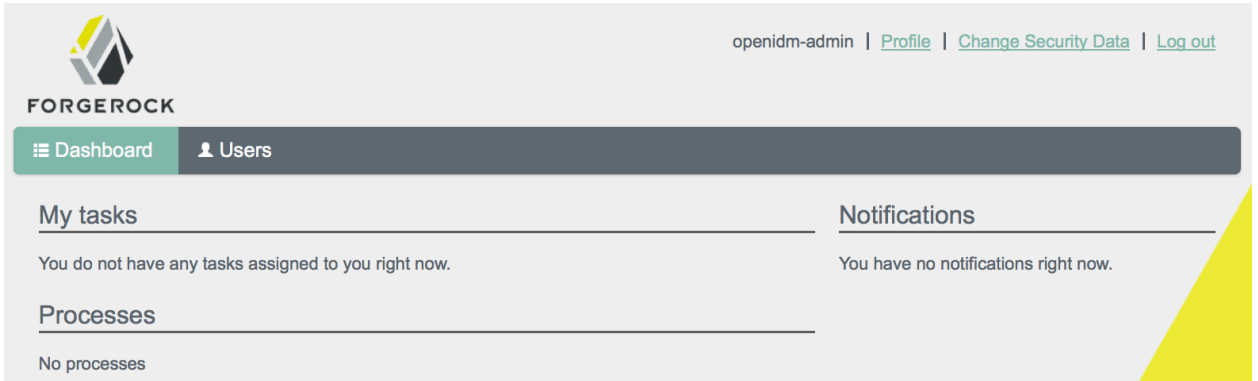 FORGEROCK
openidm-admin | Profile | Change Security Data | Log out
Dashboard Users
My tasks
You do not have any tasks assigned to you right now.
Processes
No processes
Notifications
You have no notifications right now.